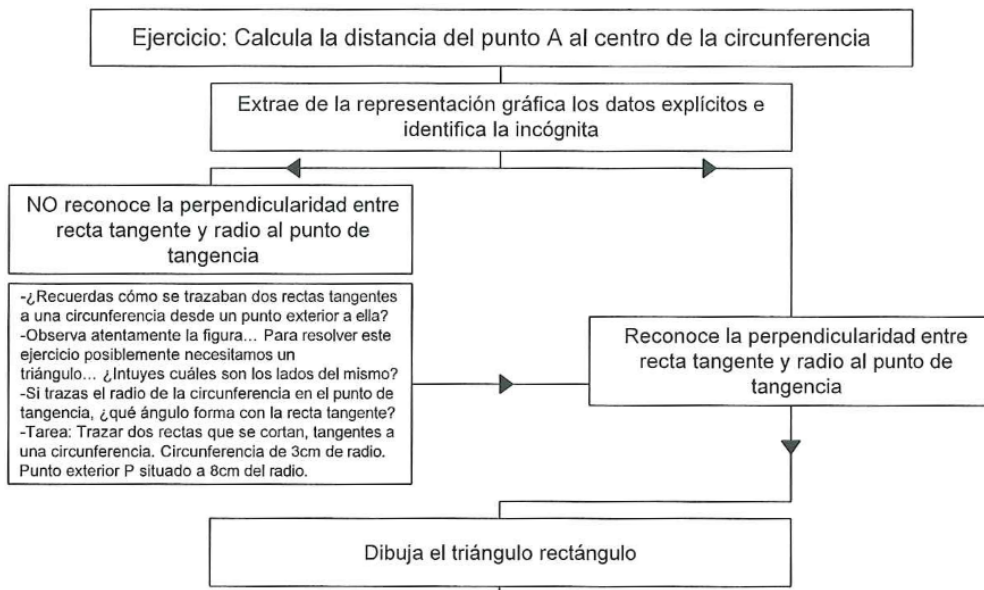 Ejercicio: Calcula la distancia del punto A al centro de la circunferencia
Extrae de la representación gráfica los datos explícitos e
identifica la incógnita
NO reconoce la perpendicularidad entre
recta tangente y radio al punto de
tangencia
-¿Recuerdas cómo se trazaban dos rectas tangentes
a una circunferencia desde un punto exterior a ella?
-Observa atentamente la figura... Para resolver este
ejercicio posiblemente necesitamos un
triángulo... ¿Intuyes cuáles son los lados del mismo?
-Si trazas el radio de la circunferencia en el punto de
tangencia, ¿qué ángulo forma con la recta tangente?
-Tarea: Trazar dos rectas que se cortan, tangentes a
una circunferencia. Circunferencia de 3cm de radio.
Punto exterior P situado a 8cm del radio.
Reconoce la perpendicularidad entre
recta tangente y radio al punto de
tangencia
Dibuja el triángulo rectángulo